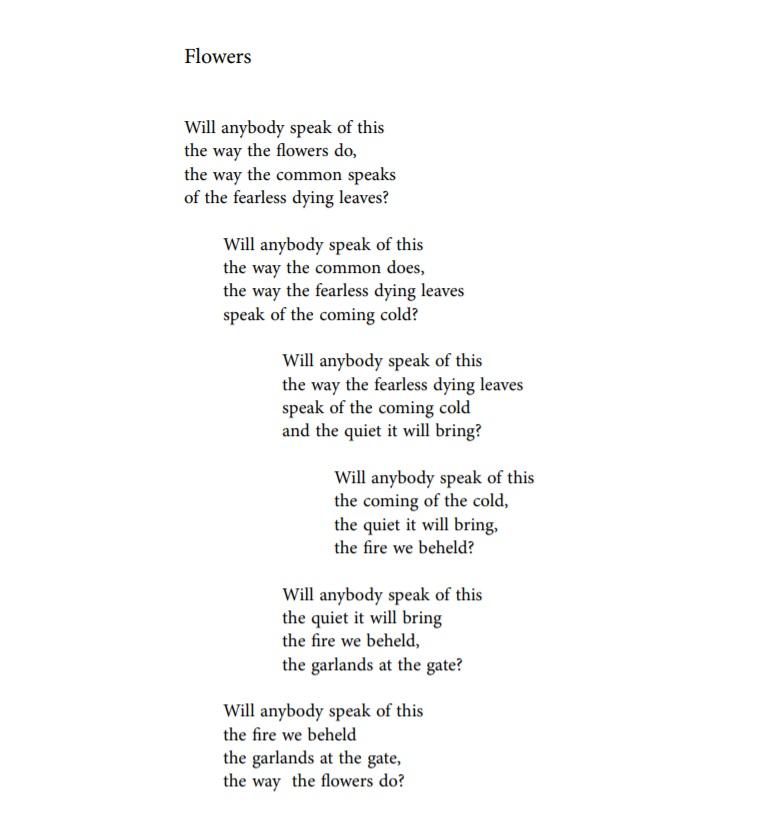 Flowers
Will anybody speak of this
the way the flowers do,
the way the common speaks
of the fearless dying leaves?
Will anybody speak of this
the way the common does,
the way the fearless dying leaves
speak of the coming cold?
Will anybody speak of this
the way the fearless dying leaves
speak of the coming cold
and the quiet it will bring?
Will anybody speak of this
the coming of the cold,
the quiet it will bring,
the fire we beheld?
Will anybody speak of this
the quiet it will bring
the fire we beheld,
the garlands at the gate?
Will anybody speak of this
the fire we beheld
the garlands at the gate,
the way  the flowers do?